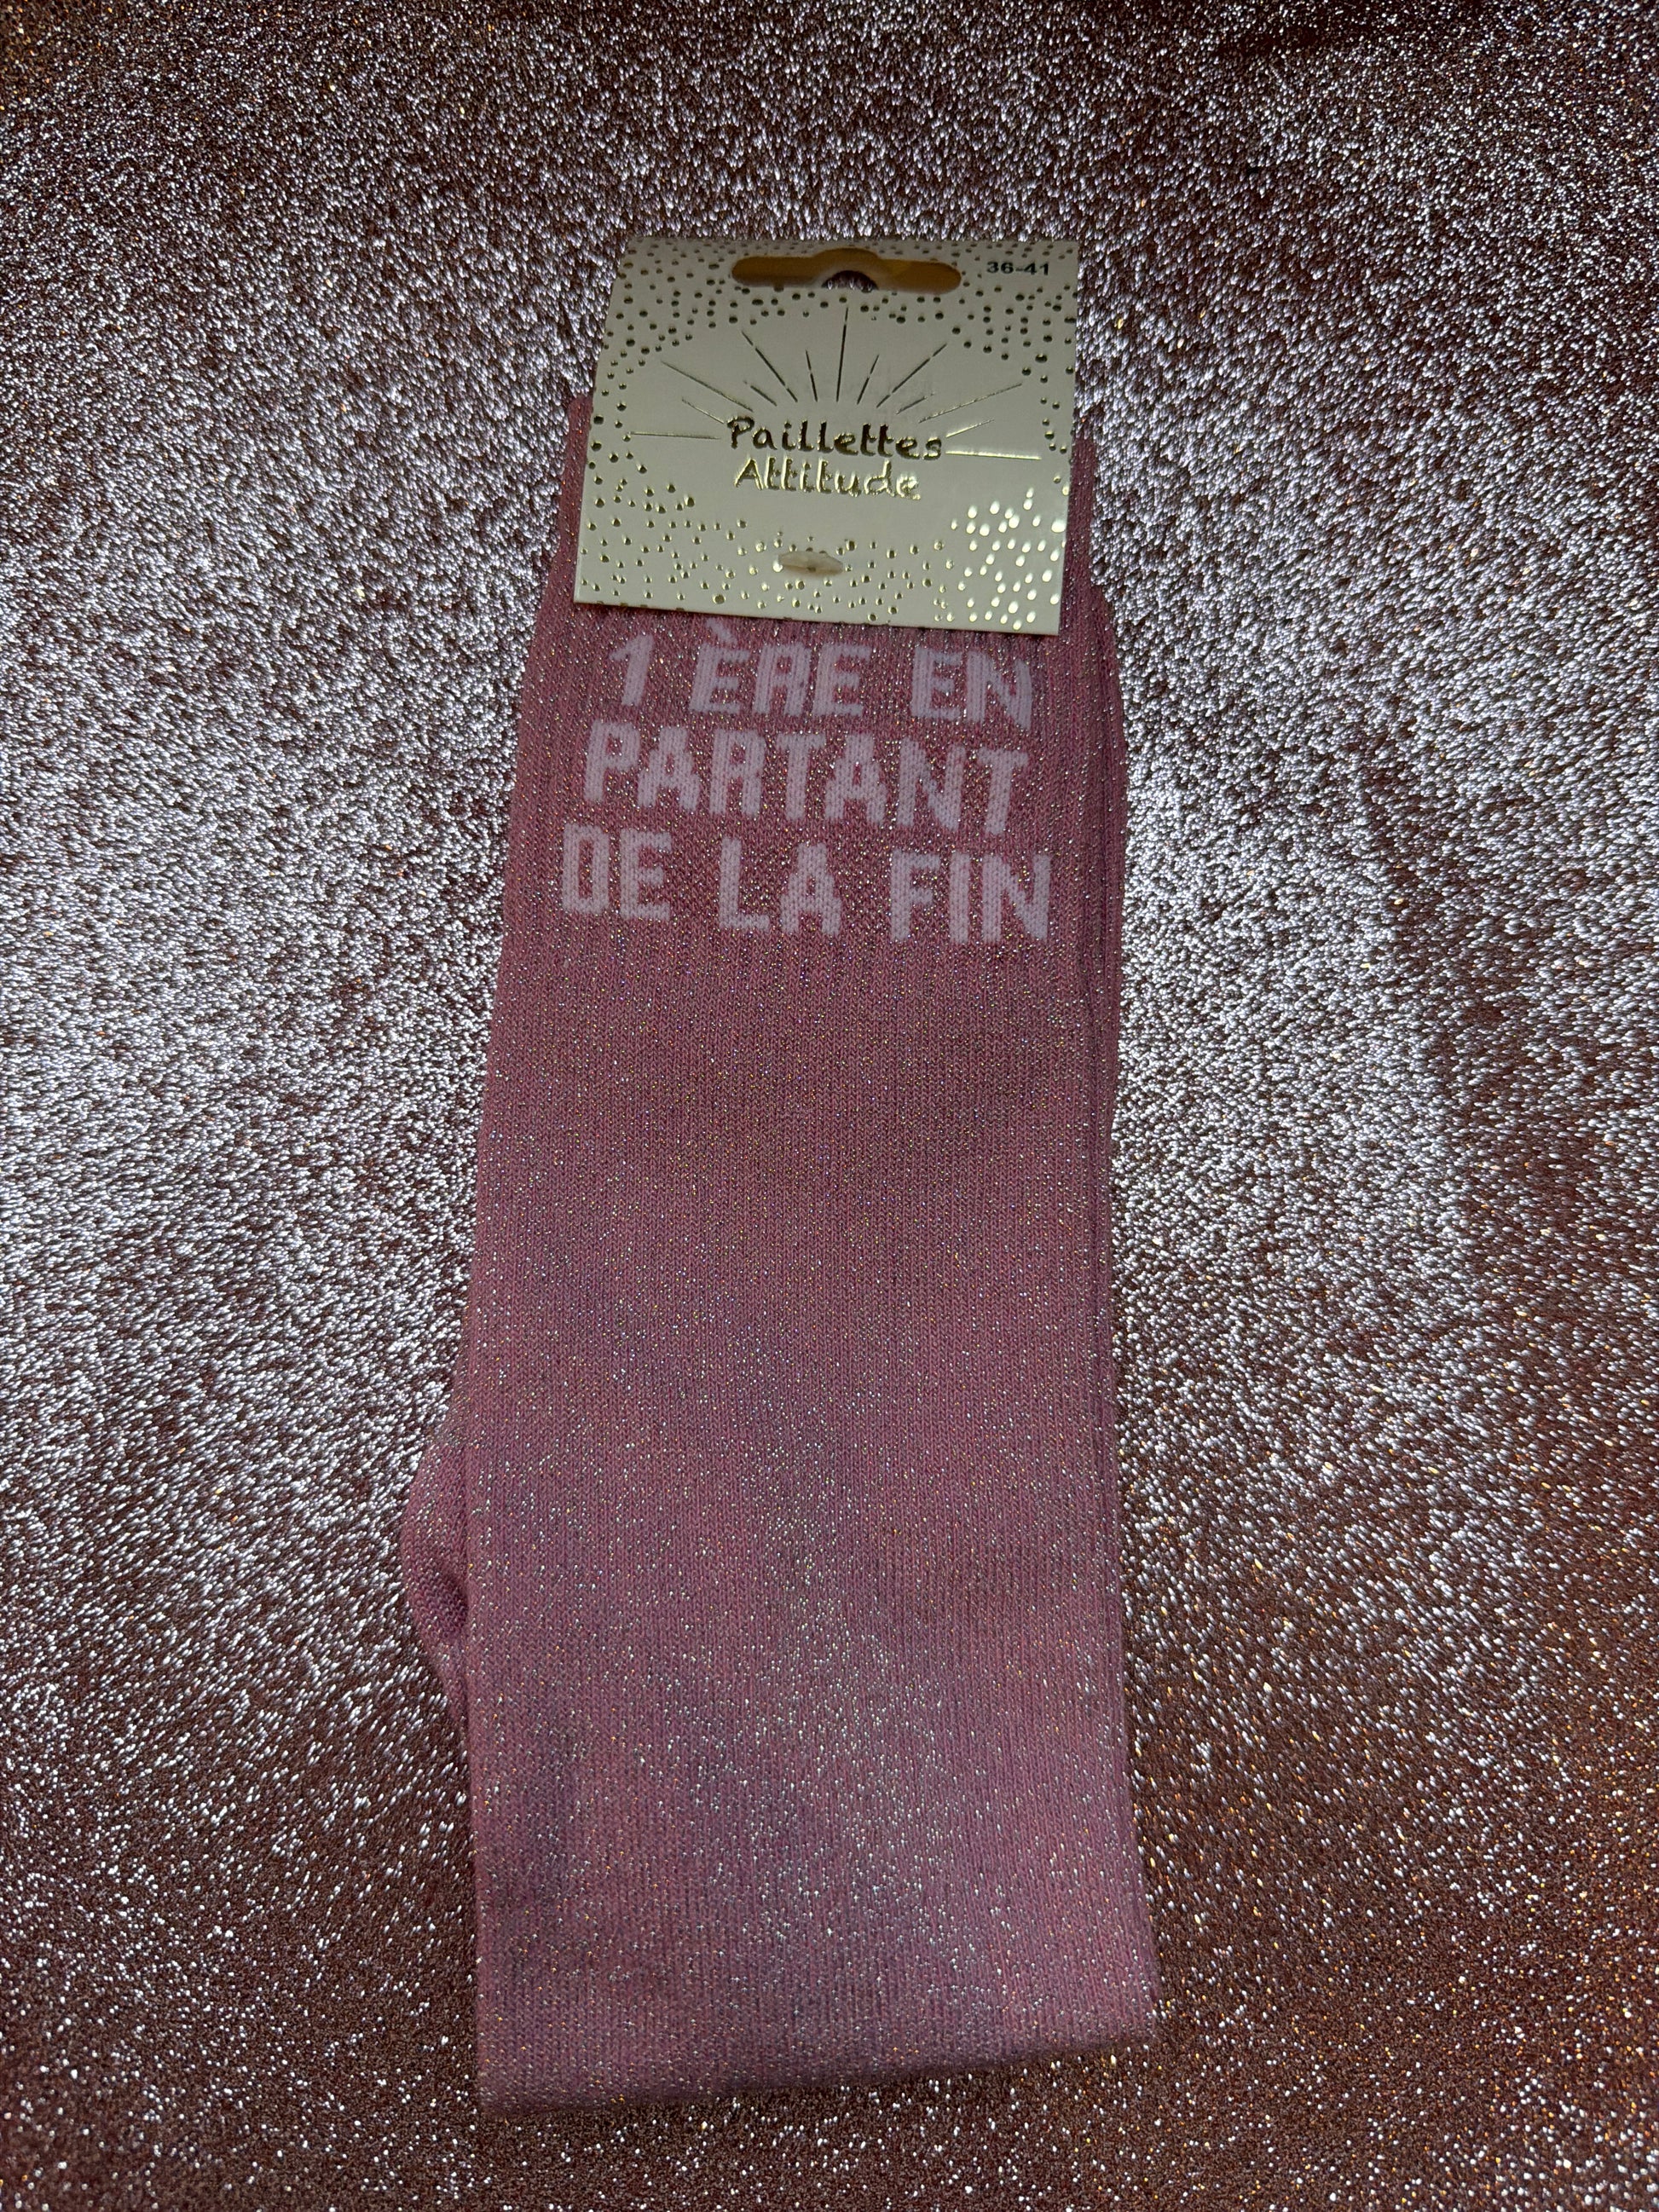 36-41
Paillettes
Attitude
1 ÈRE EN
PARTANT
DE LA FIN